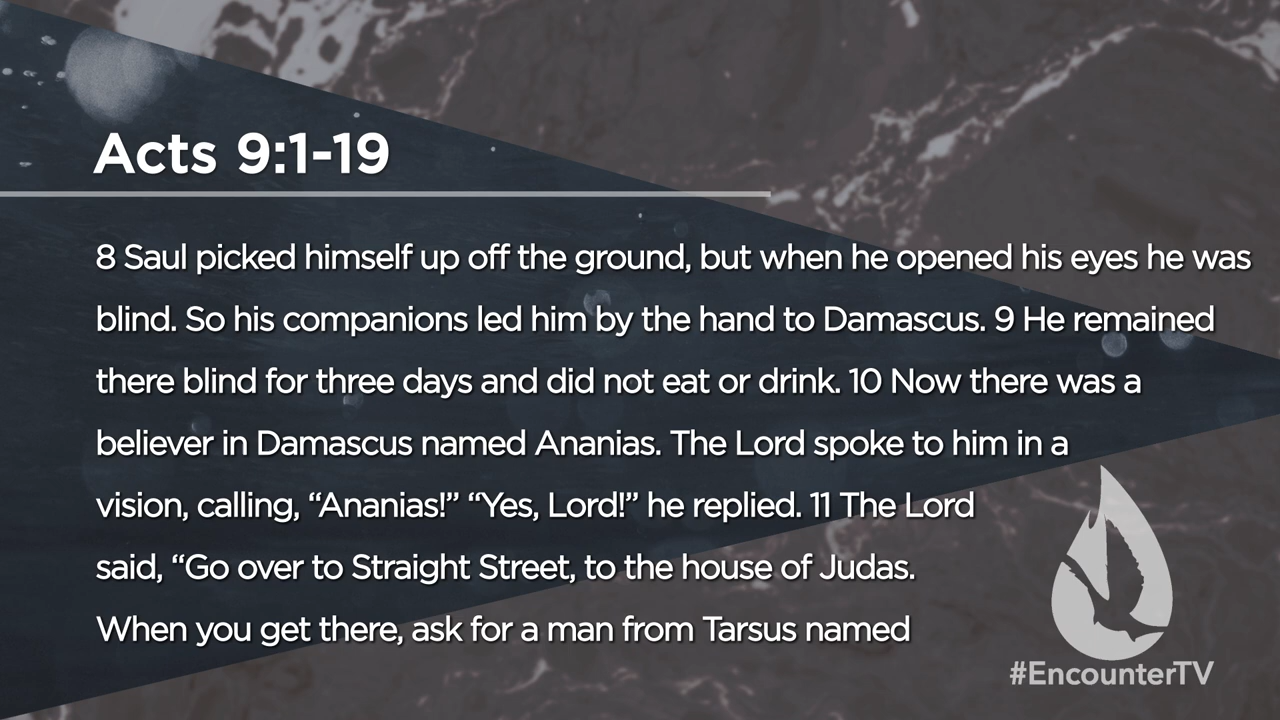 Acts 9:1-19
8 Saul picked himself up off the ground, but when he opened his eyes he was
blind. So his companions led him by the hand to Damascus. 9 He remained
there blind for three days and did not eat or drink. 10 Now there was a
believer in Damascus named Ananias. The Lord spoke to him in a
vision, calling, “Ananias!” “Yes, Lord!” he replied. 11 The Lord
said, “Go over to Straight Street, to the house of Judas.
When you get there, ask for a man from Tarsus named
#EncounterTV